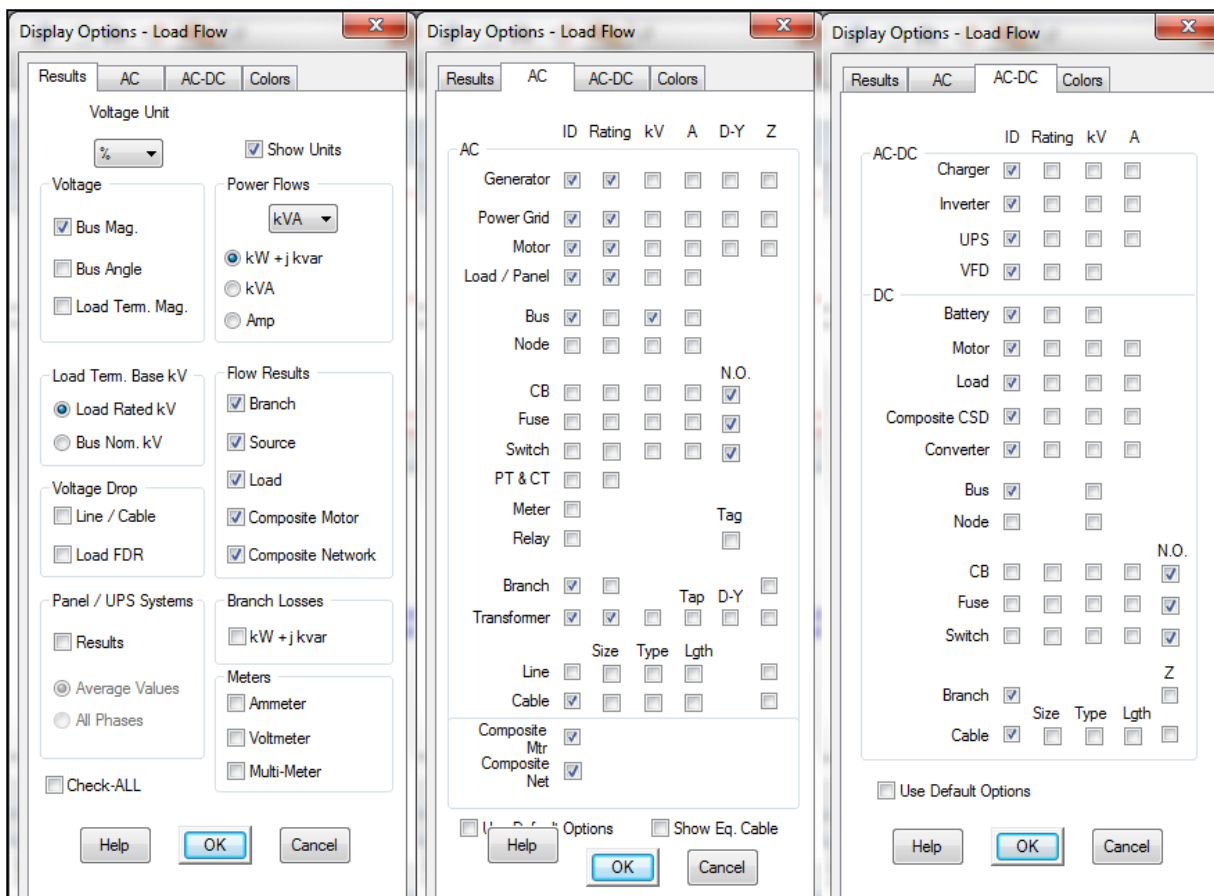 Display Options - Load Flow
Results AC AC-DC Colors
Voltage Unit
%
Show Units
Voltage
Bus Mag.
Bus Angle
Load Term. Mag.
Power Flows
kVA
kW + j kvar
kVA
Amp
Load Term. Base kV
Load Rated kV
Bus Nom. kV
Flow Results
Branch
Source
Load
Composite Motor
Composite Network
Voltage Drop
Line / Cable
Load FDR
Panel / UPS Systems
Results
Average Values
All Phases
Branch Losses
kW + j kvar
Meters
Ammeter
Voltmeter
Multi-Meter
Check-ALL
Help OK Cancel
Display Options - Load Flow
Results AC AC-DC Colors
ID Rating kV A D-Y Z
AC
Generator
Power Grid
Motor
Load / Panel
Bus
Node
N.O.
CB
Fuse
Switch
PT & CT
Meter
Tag
Relay
Branch
Tap D-Y
Transformer
Size Type Lgth
Line
Cable
Composite
Mtr
Composite
Net
Options Show Eq. Cable
Help OK Cancel
Display Options - Load Flow
Results AC AC-DC Colors
ID Rating kV A
AC-DC
Charger
Inverter
UPS
VFD
DC
Battery
Motor
Load
Composite CSD
Converter
Bus
Node
N.O.
CB
Fuse
Switch
Z
Branch
Size Type Lgth
Cable
Use Default Options
Help OK Cancel